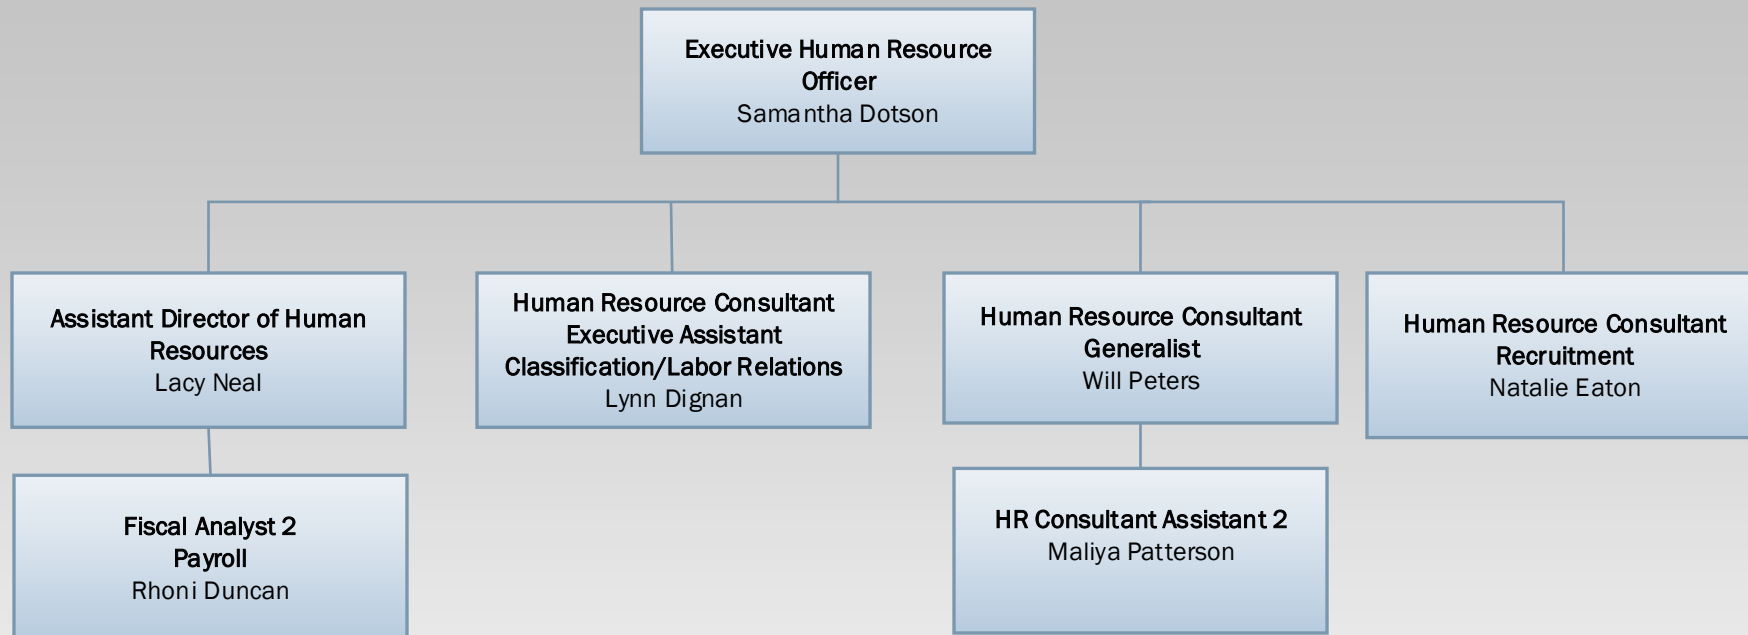 Executive Human Resource
Officer
Samantha Dotson
Assistant Director of Human
Resources
Lacy Neal
Human Resource Consultant
Executive Assistant
Classification/Labor Relations
Lynn Dignan
Human Resource Consultant
Generalist
Will Peters
Human Resource Consultant
Recruitment
Natalie Eaton
Fiscal Analyst 2
Payroll
Rhoni Duncan
HR Consultant Assistant 2
Maliya Patterson